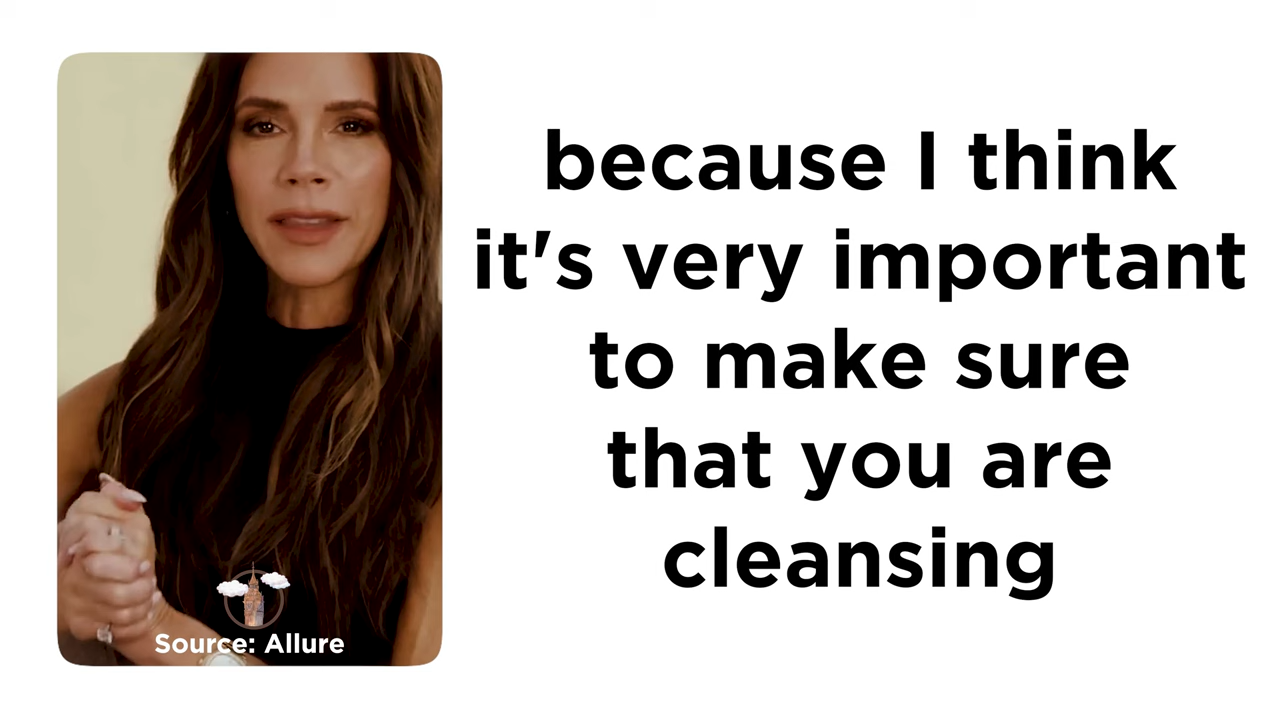 because I think
it's very important
to make sure
that you are
cleansing
Source: Allure